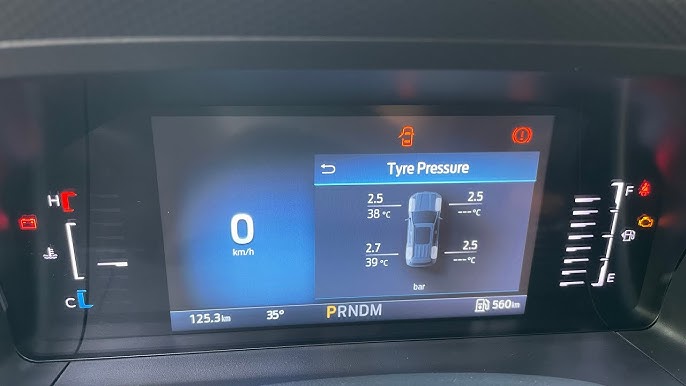 Tyre Pressure
H
F
2.5 2.5
38 °C --- °C
0
km/h
2.7 2.5
39 °C --- °C
C
E
bar
125.3 km 35° PRNDM 560 km